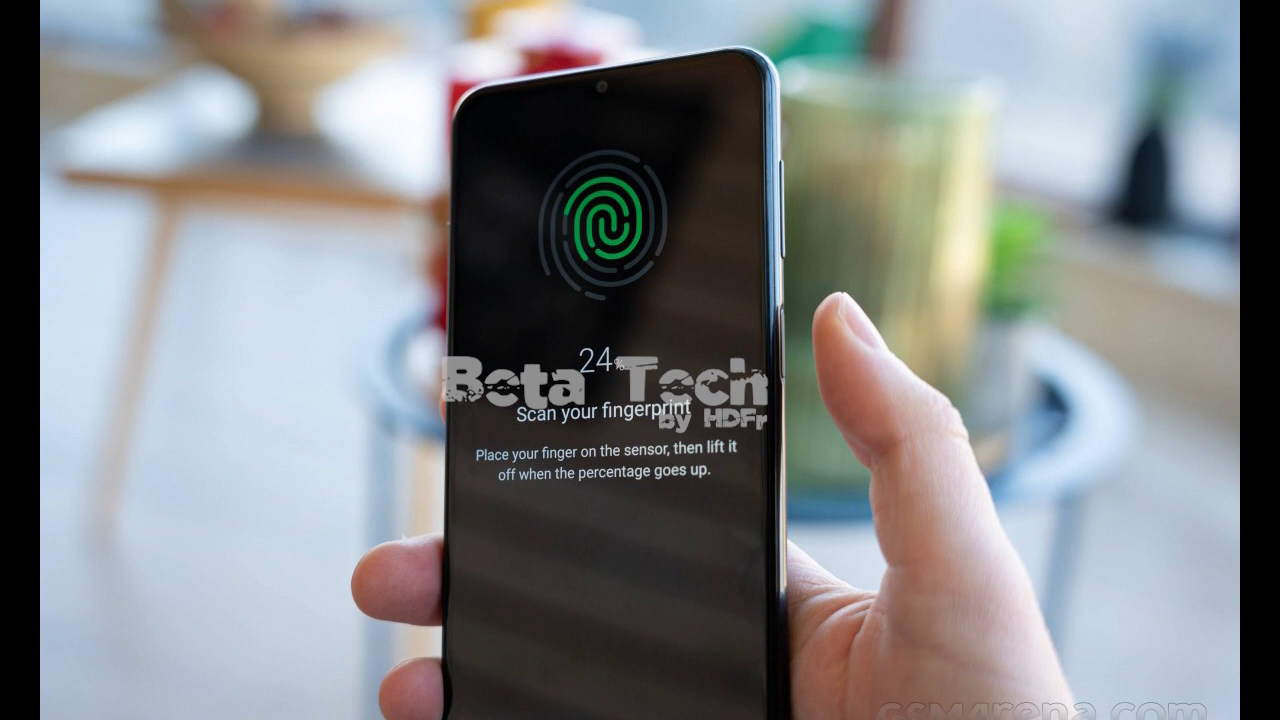 24%
Beta Tech
Scan your fingerprint
by HDFr
Place your finger on the sensor, then lift it
off when the percentage goes up.
GSMArena.com